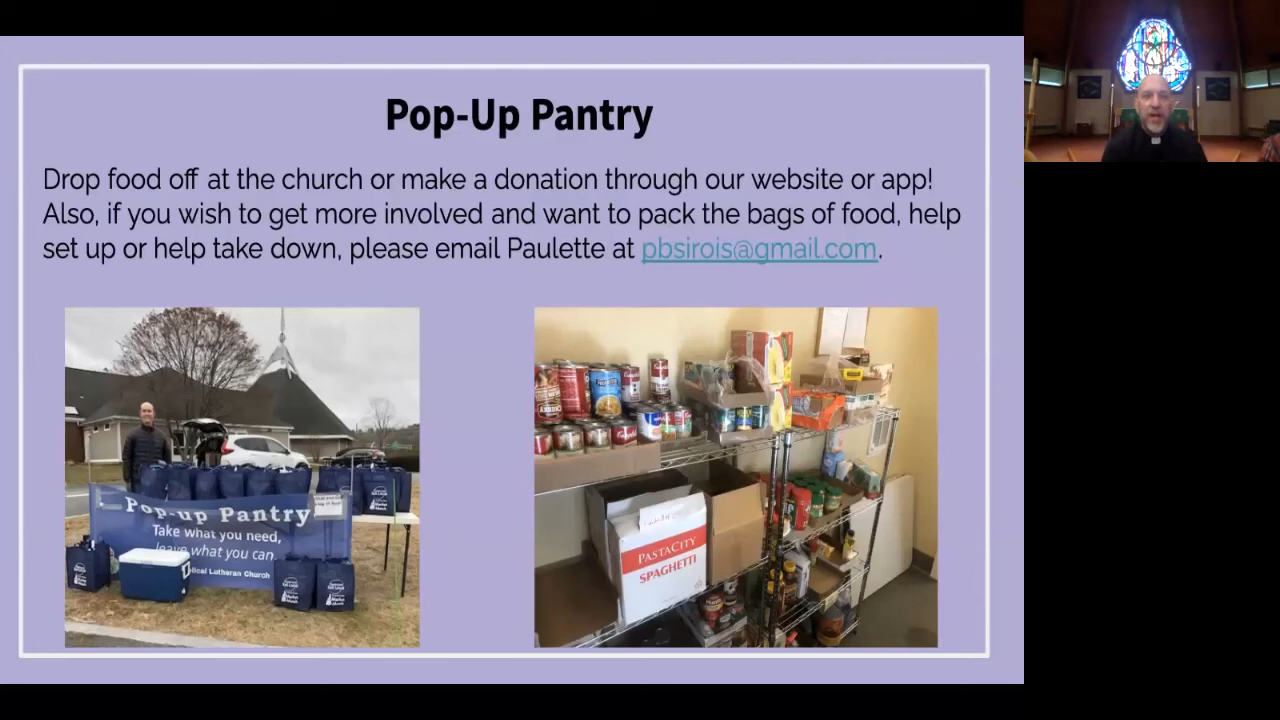 Pop-Up Pantry
Drop food off at the church or make a donation through our website or app!
Also, if you wish to get more involved and want to pack the bags of food, help
set up or help take down, please email Paulette at pbsirois@gmail.com.
Pop-up Pantry
Take what you need,
leave what you can.
Lutheran Church
PASTACITY
SPAGHETTI